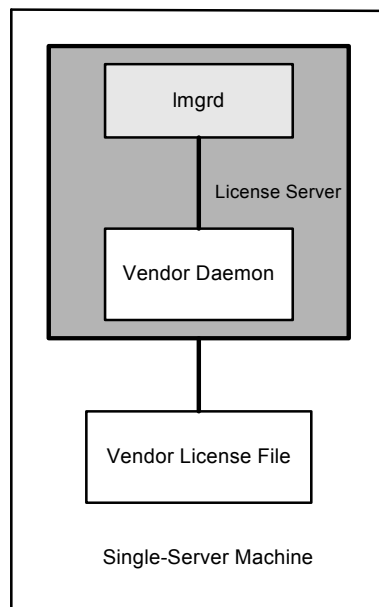 lmgrd
License Server
Vendor Daemon
Vendor License File
Single-Server Machine